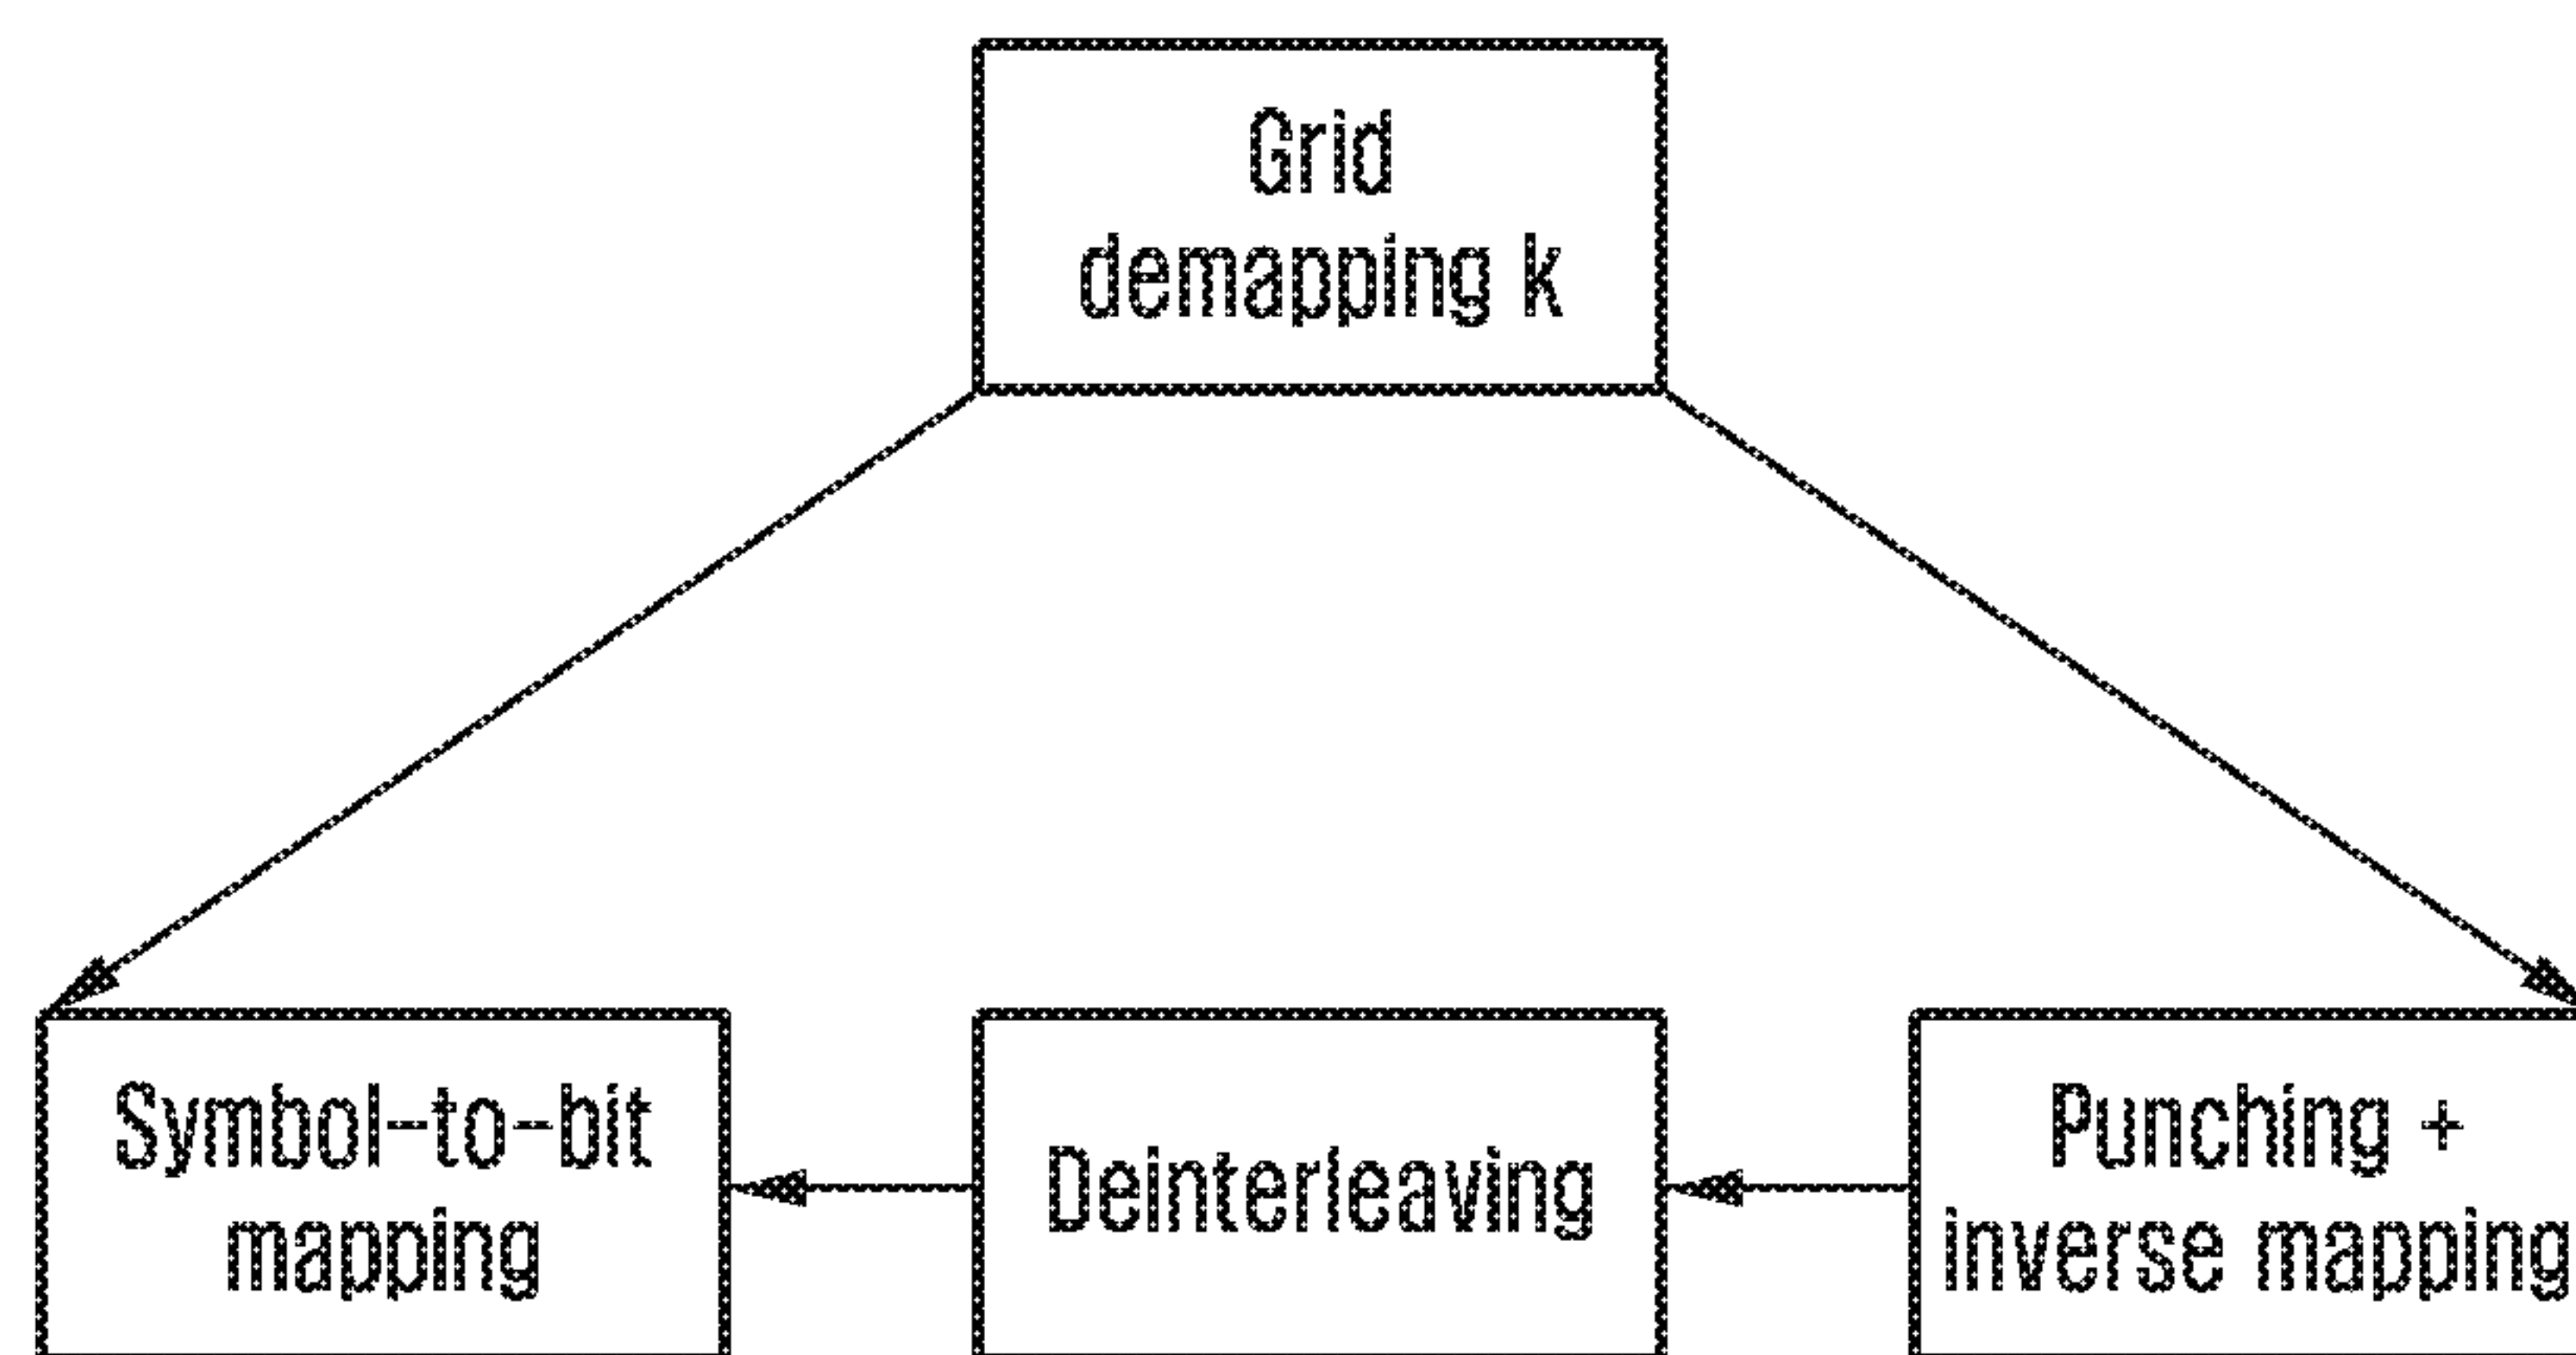 Grid
demapping k
Symbol-to-bit
mapping
Deinterleaving
Punching +
inverse mapping